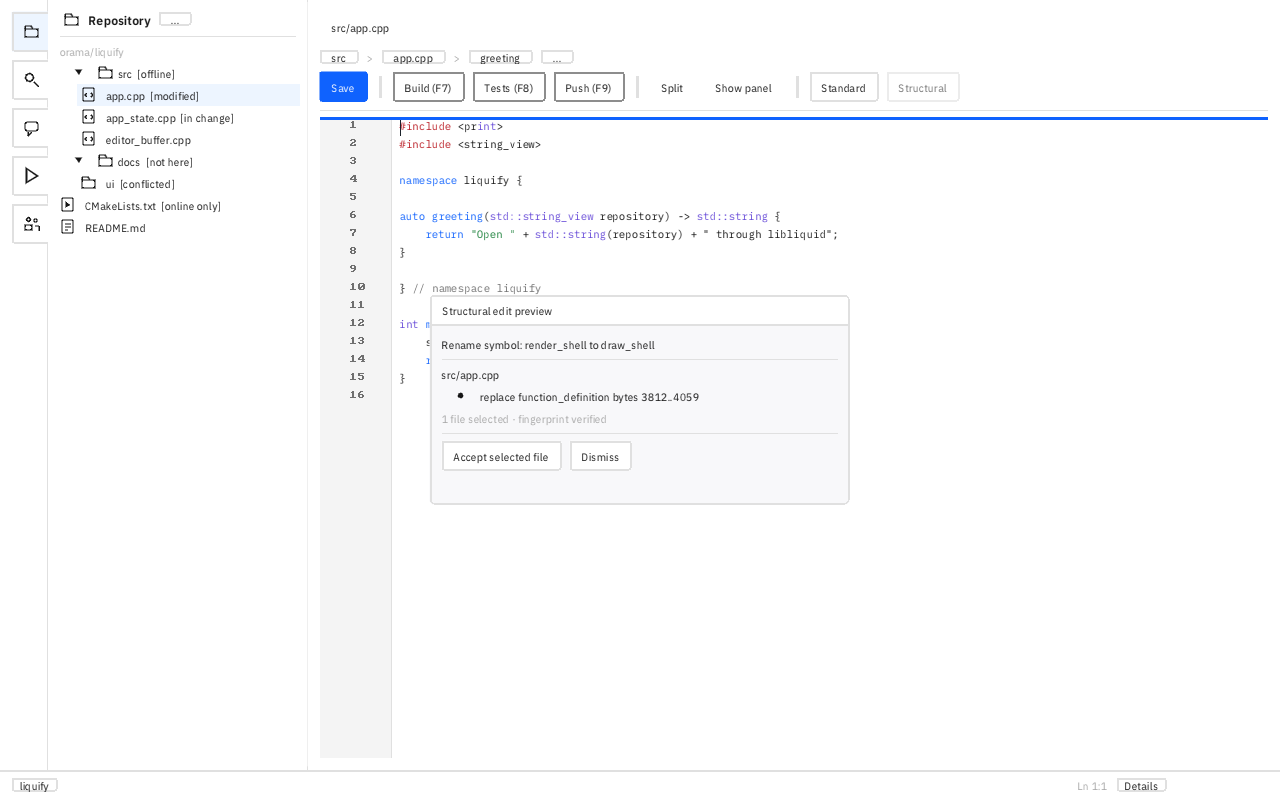 Repository ...
orama/liquify
src [offline]
app.cpp [modified]
app_state.cpp [in change]
editor_buffer.cpp
docs [not here]
ui [conflicted]
CMakeLists.txt [online only]
README.md
src/app.cpp
src > app.cpp > greeting ...
Save Build (F7) Tests (F8) Push (F9) Split Show panel Standard Structural
1 #include <print>
2 #include <string_view>
3
4 namespace liquify {
5
6 auto greeting(std::string_view repository) -> std::string {
7 return "Open " + std::string(repository) + " through libliquid";
8 }
9
10 } // namespace liquify
11
12 int
13
14
15 }
16
Structural edit preview
Rename symbol: render_shell to draw_shell
src/app.cpp
replace function_definition bytes 3812..4059
1 file selected · fingerprint verified
Accept selected file Dismiss
liquify Ln 1:1 Details